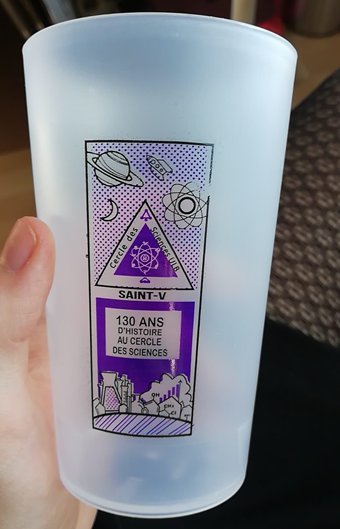 Cercle des Sciences ULB
SAINT-V
130 ANS
D'HISTOIRE
AU CERCLE
DES SCIENCES